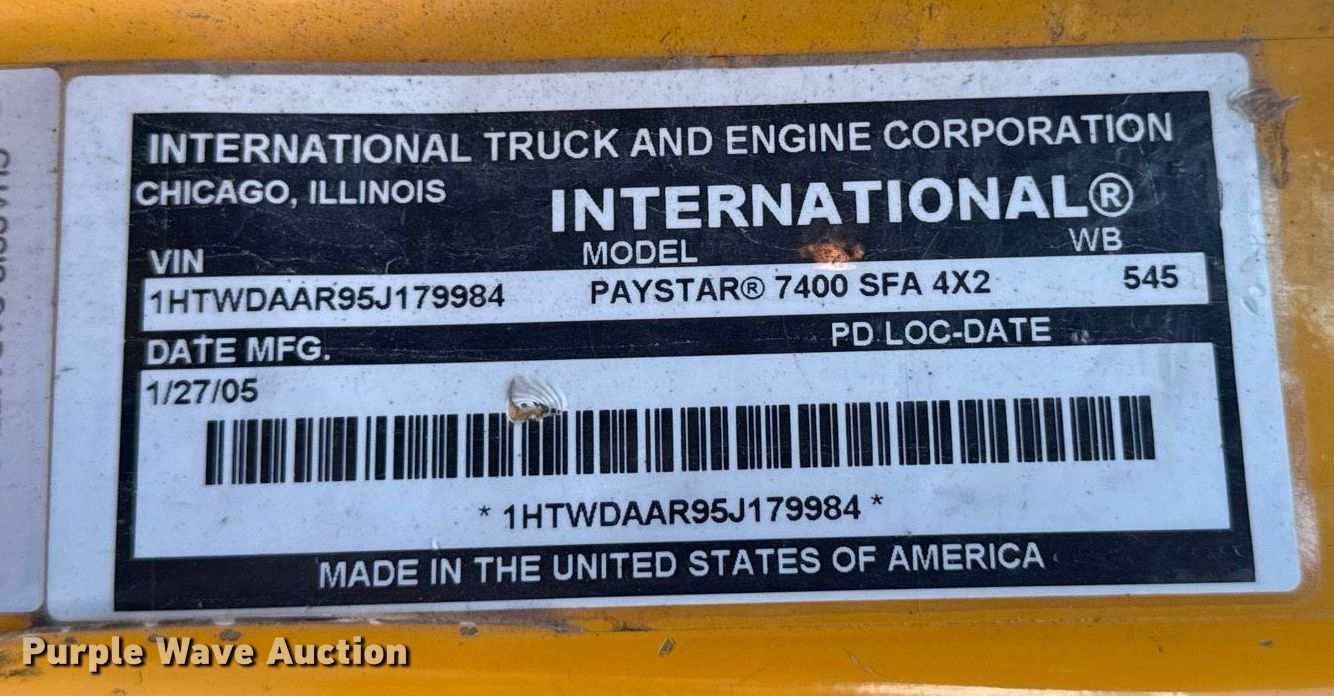 INTERNATIONAL TRUCK AND ENGINE CORPORATION
CHICAGO, ILLINOIS
INTERNATIONAL®
VIN MODEL WB
1HTWDAAR95J179984 PAYSTAR® 7400 SFA 4X2 545
DATE MFG. PD LOC-DATE
1/27/05
* 1HTWDAAR95J179984 *
MADE IN THE UNITED STATES OF AMERICA
Purple Wave Auction